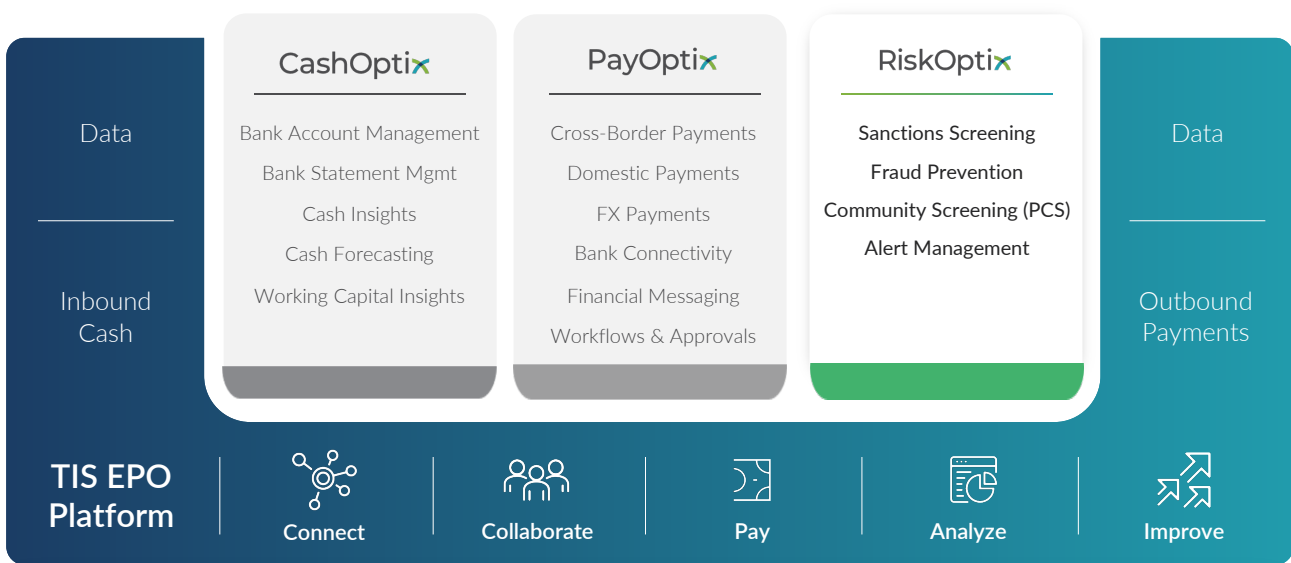 CashOptix
PayOptix
RiskOptix
Data
Inbound
Cash
Bank Account Management
Bank Statement Mgmt
Cash Insights
Cash Forecasting
Working Capital Insights
Cross-Border Payments
Domestic Payments
FX Payments
Bank Connectivity
Financial Messaging
Workflows & Approvals
Sanctions Screening
Fraud Prevention
Community Screening (PCS)
Alert Management
Data
Outbound
Payments
TIS EPO
Platform
Connect
Collaborate
Pay
Analyze
Improve